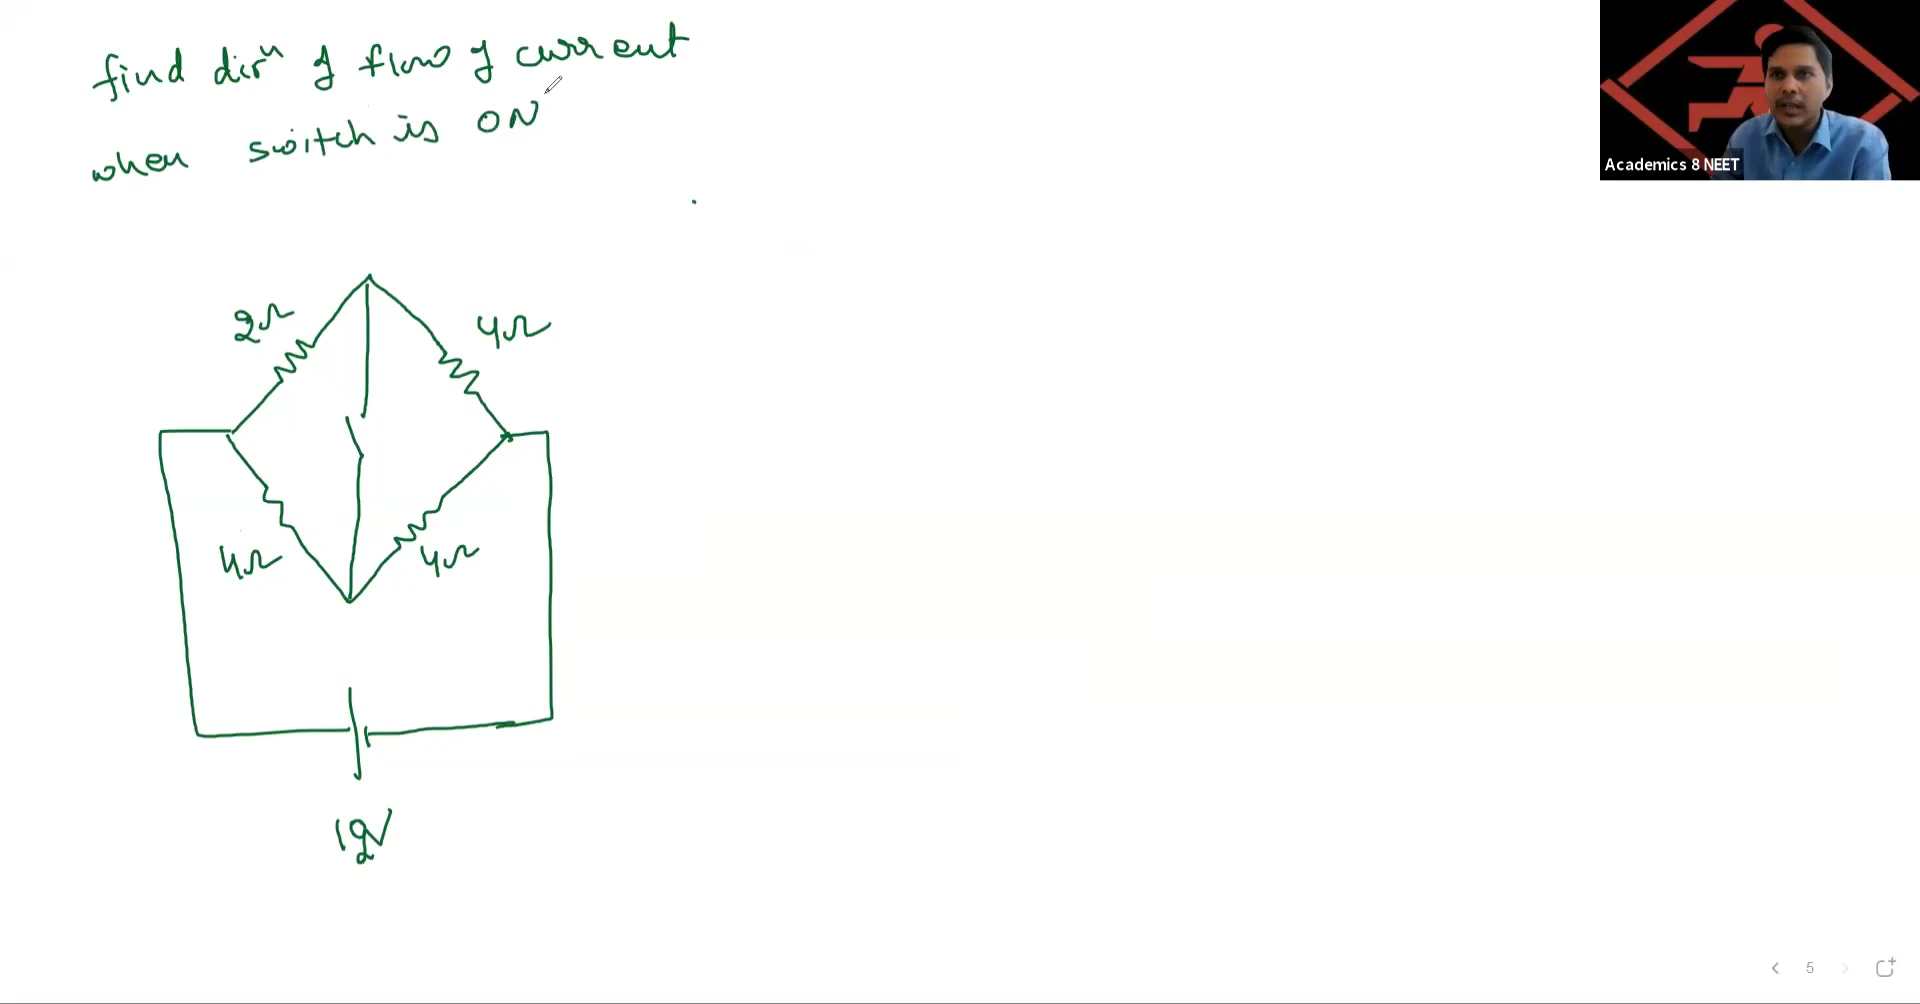 find dirⁿ of flow of current
when switch is ON
Academics 8 NEET
2Ω
4Ω
4Ω
4Ω
12V
5